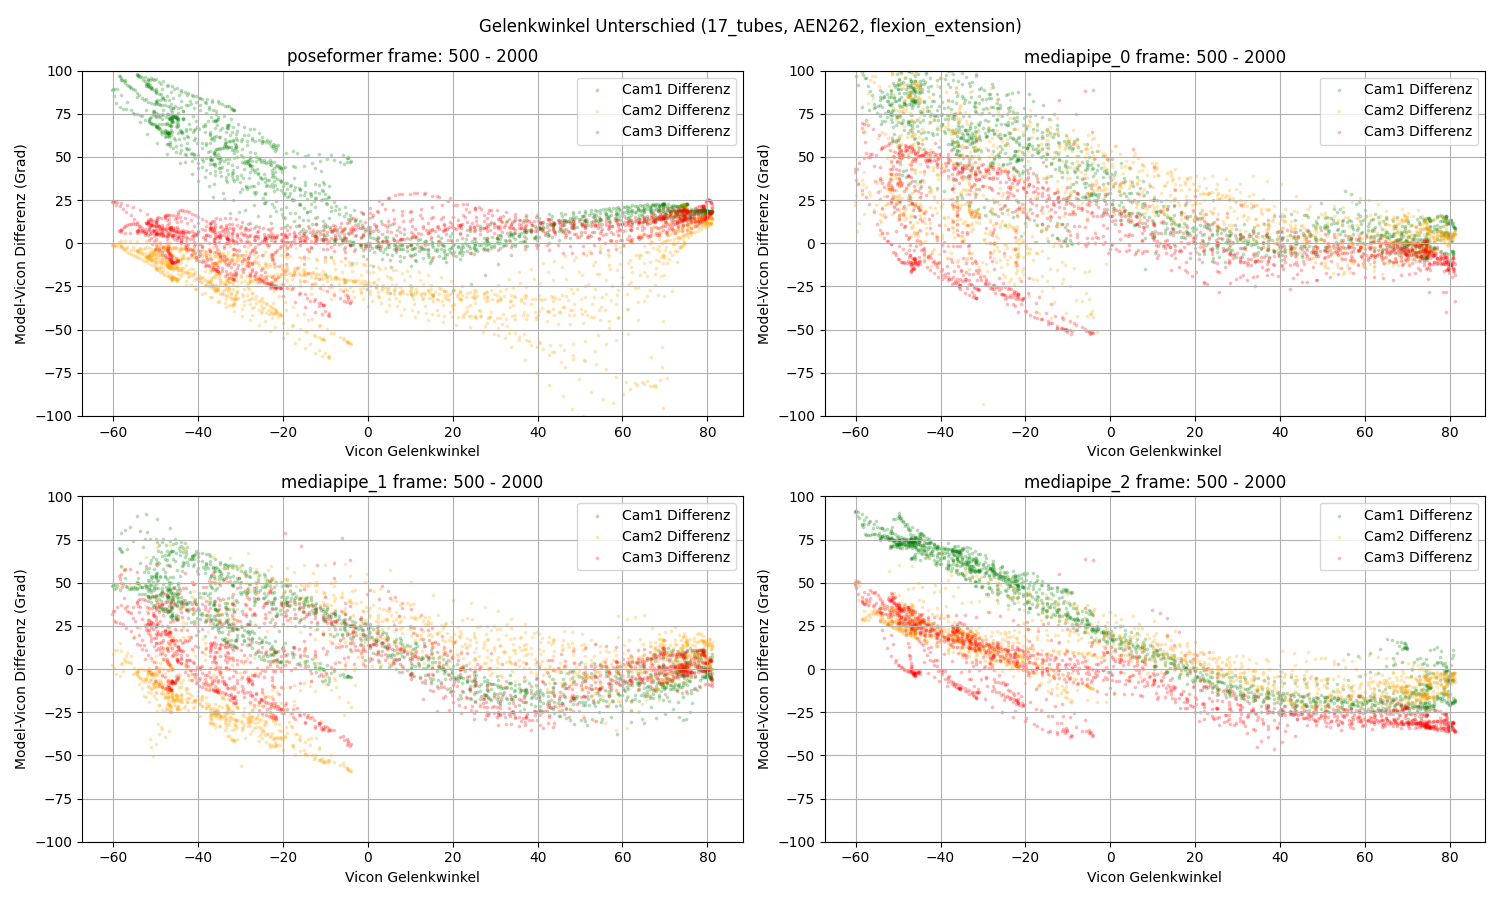 Gelenkwinkel Unterschied (17_tubes, AEN262, flexion_extension)
poseformer frame: 500 - 2000
100
75
50
25
0
−25
−50
−75
−100
Model-Vicon Differenz (Grad)
Cam1 Differenz
Cam2 Differenz
Cam3 Differenz
−60 −40 −20 0 20 40 60 80
Vicon Gelenkwinkel
mediapipe_0 frame: 500 - 2000
100
75
50
25
0
−25
−50
−75
−100
Model-Vicon Differenz (Grad)
Cam1 Differenz
Cam2 Differenz
Cam3 Differenz
−60 −40 −20 0 20 40 60 80
Vicon Gelenkwinkel
mediapipe_1 frame: 500 - 2000
100
75
50
25
0
−25
−50
−75
−100
Model-Vicon Differenz (Grad)
Cam1 Differenz
Cam2 Differenz
Cam3 Differenz
−60 −40 −20 0 20 40 60 80
Vicon Gelenkwinkel
mediapipe_2 frame: 500 - 2000
100
75
50
25
0
−25
−50
−75
−100
Model-Vicon Differenz (Grad)
Cam1 Differenz
Cam2 Differenz
Cam3 Differenz
−60 −40 −20 0 20 40 60 80
Vicon Gelenkwinkel